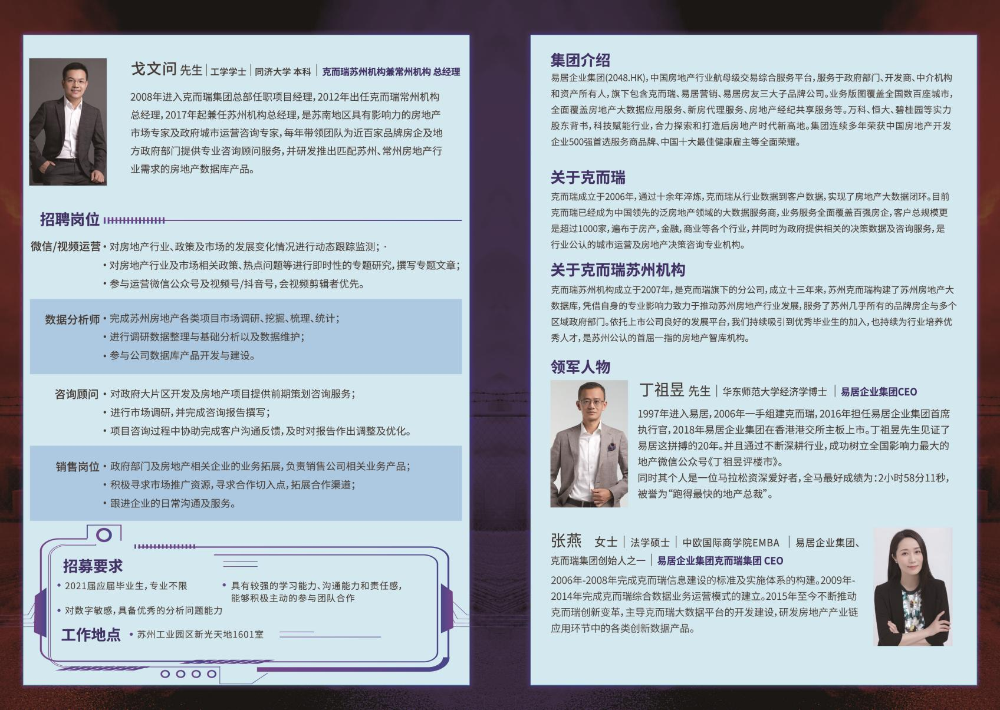 戈文问 先生 | 工学学士 | 同济大学 本科 | 克而瑞苏州机构兼常州机构 总经理
2008年进入克而瑞集团总部任职项目经理,2012年出任克而瑞常州机构
总经理,2017年起兼任苏州机构总经理,是苏南地区具有影响力的房地产
市场专家及政府城市运营咨询专家,每年带领团队为近百家品牌房企及地
方政府部门提供专业咨询顾问服务,并研发推出匹配苏州、常州房地产行
业需求的房地产数据库产品。
招聘岗位
微信/视频运营 • 对房地产行业、政策及市场的发展变化情况进行动态跟踪监测; ·
• 对房地产行业及市场相关政策、热点问题等进行即时性的专题研究,撰写专题文章;
• 参与运营微信公众号及视频号/抖音号,会视频剪辑者优先。
数据分析师 • 完成苏州房地产各类项目市场调研、挖掘、梳理、统计;
• 进行调研数据整理与基础分析以及数据维护;
• 参与公司数据库产品开发与建设。
咨询顾问 • 对政府大片区开发及房地产项目提供前期策划咨询服务;
• 进行市场调研,并完成咨询报告撰写;
• 项目咨询过程中协助完成客户沟通反馈,及时对报告作出调整及优化。
销售岗位 • 政府部门及房地产相关企业的业务拓展,负责销售公司相关业务产品;
• 积极寻求市场推广资源,寻求合作切入点,拓展合作渠道;
• 跟进企业的日常沟通及服务。
招募要求
• 2021届应届毕业生,专业不限
• 对数字敏感,具备优秀的分析问题能力
• 具有较强的学习能力、沟通能力和责任感,
能够积极主动的参与团队合作
工作地点 • 苏州工业园区新光天地1601室
集团介绍
易居企业集团(2048.HK),中国房地产行业航母级交易综合服务平台,服务于政府部门、开发商、中介机构
和资产所有人,旗下包含克而瑞、易居营销、易居房友三大子品牌公司。业务版图覆盖全国数百座城市,
全面覆盖房地产大数据应用服务、新房代理服务、房地产经纪共享服务等。万科、恒大、碧桂园等实力
股东背书,科技赋能行业,合力探索和打造后房地产时代新高地。集团连续多年荣获中国房地产开发
企业500强首选服务商品牌、中国十大最佳健康雇主等全面荣耀。
关于克而瑞
克而瑞成立于2006年,通过十余年淬炼,克而瑞从行业数据到客户数据,实现了房地产大数据闭环。目前
克而瑞已经成为中国领先的泛房地产领域的大数据服务商,业务服务全面覆盖百强房企,客户总规模更
是超过1000家,遍布于房产,金融,商业等各个行业,并同时为政府提供相关的决策数据及咨询服务,是
行业公认的城市运营及房地产决策咨询专业机构。
关于克而瑞苏州机构
克而瑞苏州机构成立于2007年,是克而瑞旗下的分公司,成立十三年来,苏州克而瑞构建了苏州房地产大
数据库,凭借自身的专业影响力致力于推动苏州房地产行业发展,服务了苏州几乎所有的品牌房企与多个
区域政府部门。依托上市公司良好的发展平台,我们持续吸引到优秀毕业生的加入,也持续为行业培养优
秀人才,是苏州公认的首屈一指的房地产智库机构。
领军人物
丁祖昱 先生 | 华东师范大学经济学博士 | 易居企业集团CEO
1997年进入易居,2006年一手组建克而瑞,2016年担任易居企业集团首席
执行官,2018年易居企业集团在香港港交所主板上市。丁祖昱先生见证了
易居这拼搏的20年。并且通过不断深耕行业,成功树立全国影响力最大的
地产微信公众号《丁祖昱评楼市》。
同时其个人是一位马拉松资深爱好者,全马最好成绩为:2小时58分11秒,
被誉为“跑得最快的地产总裁”。
张燕 女士 | 法学硕士 | 中欧国际商学院EMBA | 易居企业集团、
克而瑞集团创始人之一 | 易居企业集团克而瑞集团 CEO
2006年-2008年完成克而瑞信息建设的标准及实施体系的构建。2009年-
2014年完成克而瑞综合数据业务运营模式的建立。2015年至今不断推动
克而瑞创新变革,主导克而瑞大数据平台的开发建设,研发房地产产业链
应用环节中的各类创新数据产品。